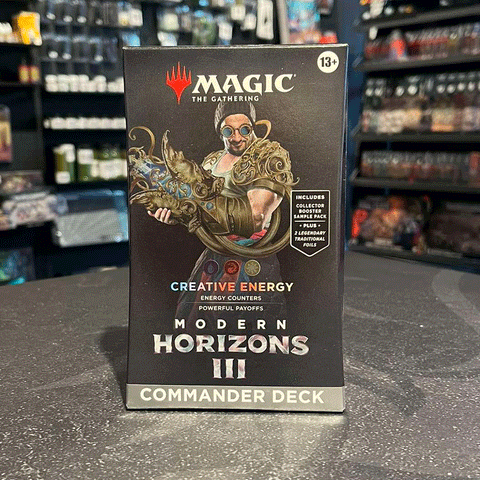 13+
MAGIC
THE GATHERING
INCLUDES
COLLECTOR
BOOSTER
SAMPLE PACK
• PLUS •
2 LEGENDARY
TRADITIONAL
FOILS
CREATIVE ENERGY
ENERGY COUNTERS
POWERFUL PAYOFFS
MODERN
HORIZONS
III
COMMANDER DECK